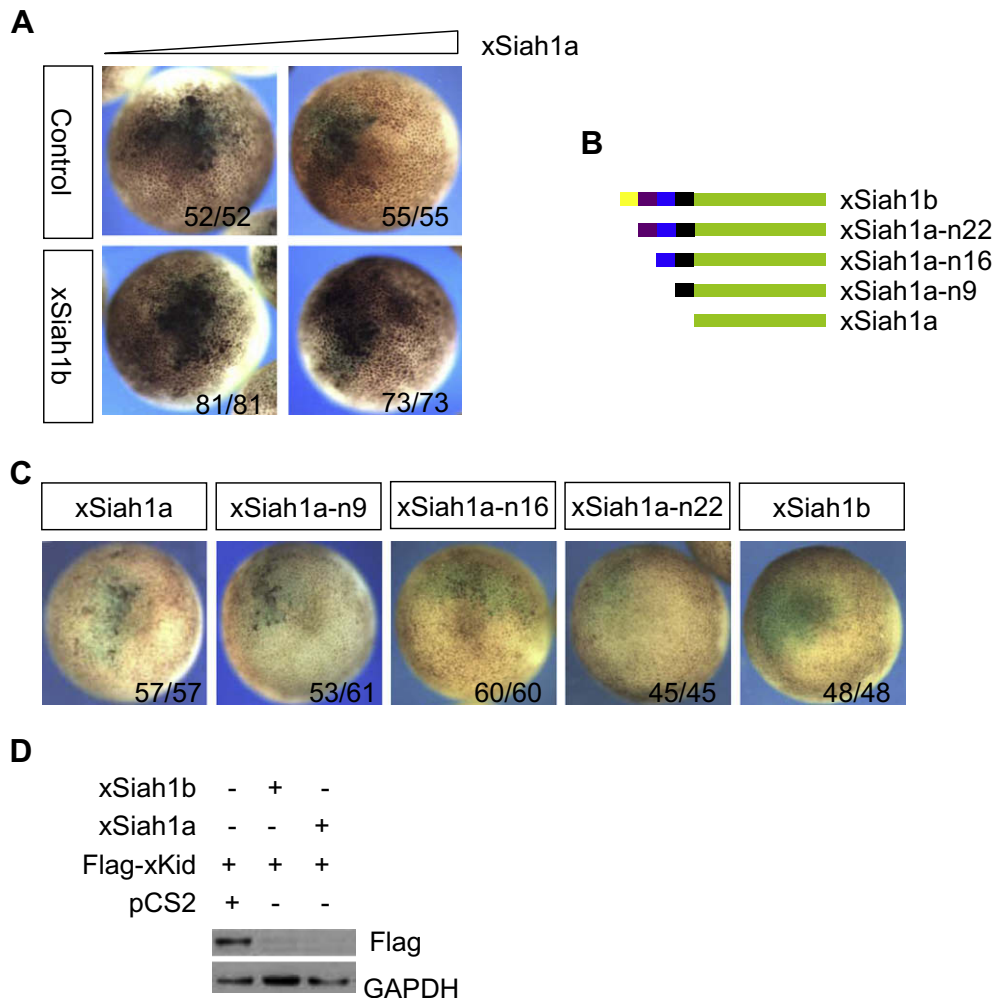 A
xSiah1a
Control
52/52
55/55
xSiah1b
81/81
73/73
B
xSiah1b
xSiah1a-n22
xSiah1a-n16
xSiah1a-n9
xSiah1a
C
xSiah1a
xSiah1a-n9
xSiah1a-n16
xSiah1a-n22
xSiah1b
57/57
53/61
60/60
45/45
48/48
D
xSiah1b - + -
xSiah1a - - +
Flag-xKid + + +
pCS2 + - -
Flag
GAPDH